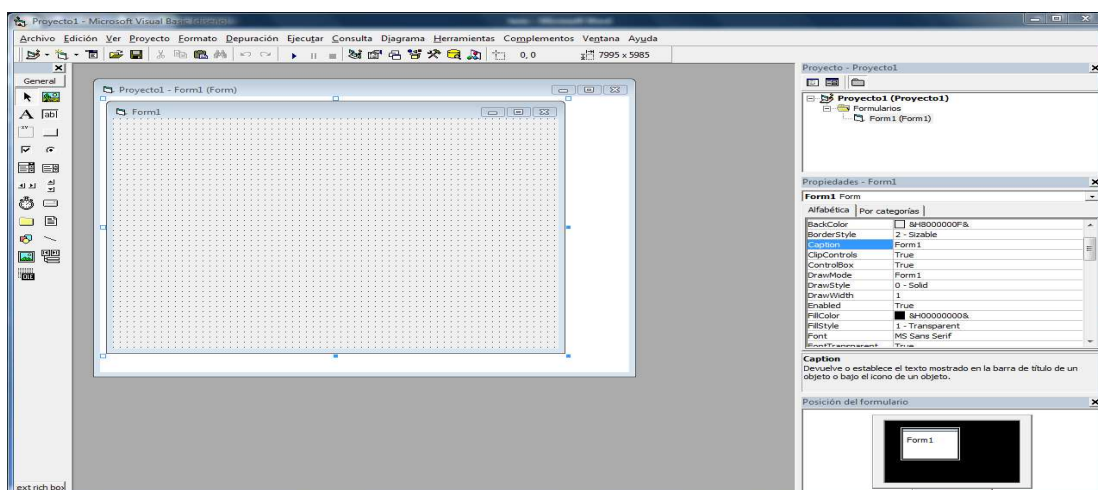 Proyecto1 - Microsoft Visual Basic
Archivo Edición Ver Proyecto Formato Depuración Ejecutar Consulta Diagrama Herramientas Complementos Ventana Ayuda
0, 0
7995 x 5985
General
Proyecto1 - Form1 (Form)
Form1
ext rich box
Proyecto - Proyecto1
Proyecto1 (Proyecto1)
Formularios
Form1 (Form1)
Propiedades - Form1
Form1 Form
Alfabética Por categorías
BackColor &H8000000F&
BorderStyle 2 - Sizable
Caption Form1
ClipControls True
ControlBox True
DrawMode Form1
DrawStyle 0 - Solid
DrawWidth 1
Enabled True
FillColor &H00000000&
FillStyle 1 - Transparent
Font MS Sans Serif
FontTransparent True
Caption
Devuelve o establece el texto mostrado en la barra de título de un
objeto o bajo el icono de un objeto.
Posición del formulario
Form1